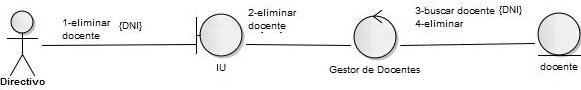 1-eliminar {DNI}
docente
2-eliminar
docente
3-buscar docente {DNI}
4-eliminar
Directivo
IU
Gestor de Docentes
docente